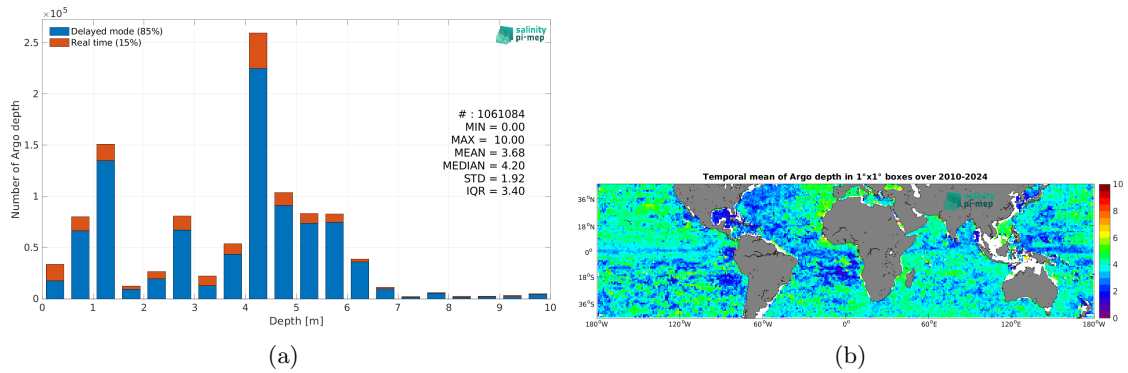 ×10^5
Delayed mode (85%)
Real time (15%)
salinity
pi-mep
Number of Argo depth
2.5
2
1.5
1
0.5
0
# : 1061084
MIN = 0.00
MAX = 10.00
MEAN = 3.68
MEDIAN = 4.20
STD = 1.92
IQR = 3.40
0 1 2 3 4 5 6 7 8 9 10
Depth [m]
(a)
Temporal mean of Argo depth in 1°x1° boxes over 2010-2024
salinity
pi-mep
36°N
18°N
0°
18°S
36°S
180°W 120°W 60°W 0° 60°E 120°E 180°W
10
8
6
4
2
0
(b)